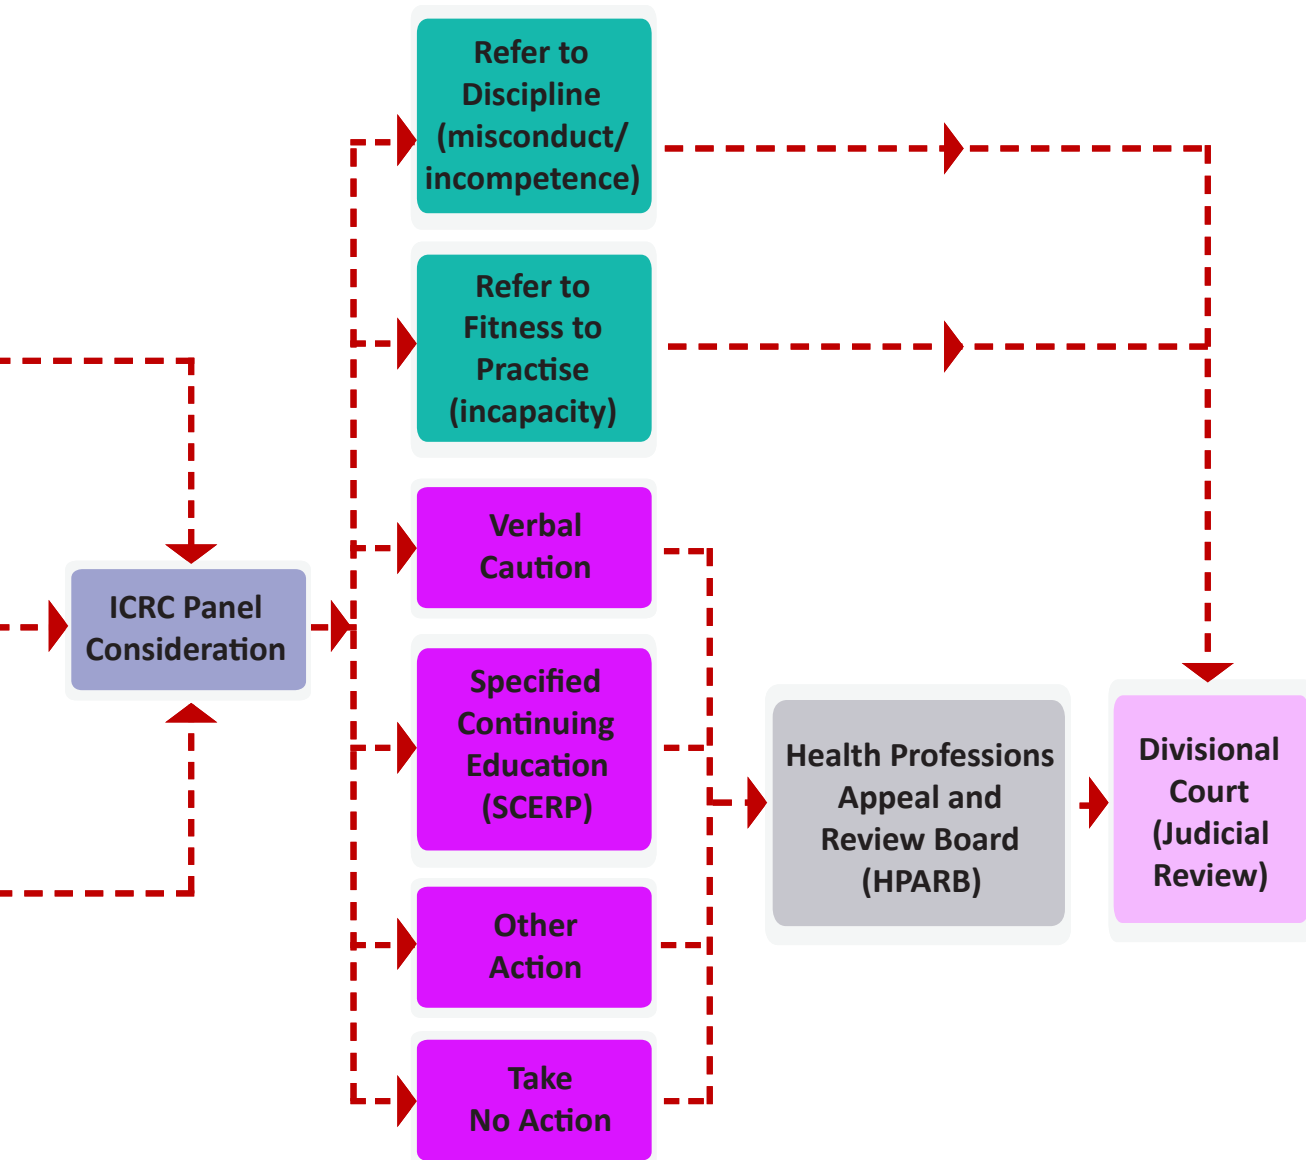 Refer to
Discipline
(misconduct/
incompetence)
Refer to
Fitness to
Practise
(incapacity)
Verbal
Caution
ICRC Panel
Consideration
Specified
Continuing
Education
(SCERP)
Health Professions
Appeal and
Review Board
(HPARB)
Divisional
Court
(Judicial
Review)
Other
Action
Take
No Action